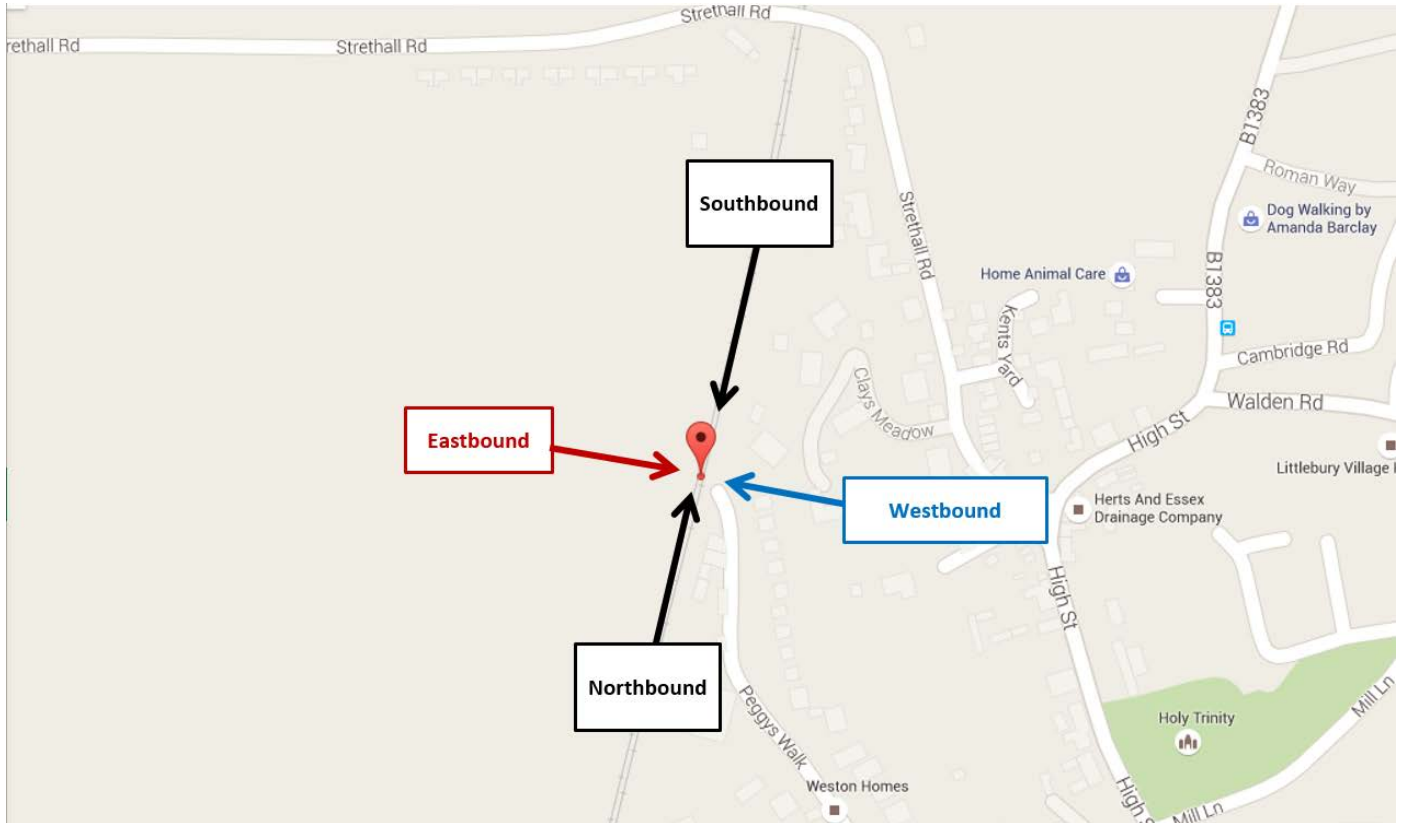 Strethall Rd
rethall Rd
Strethall Rd
B1383
Roman Way
Southbound
Strethall Rd
Dog Walking by
Amanda Barclay
Home Animal Care
B1383
Kents Yard
Cambridge Rd
Clays Meadow
Walden Rd
Eastbound
High St
Littlebury Village
Westbound
Herts And Essex
Drainage Company
High St
Northbound
Peggys Walk
Mill Ln
Holy Trinity
Weston Homes
High S
Mill Ln